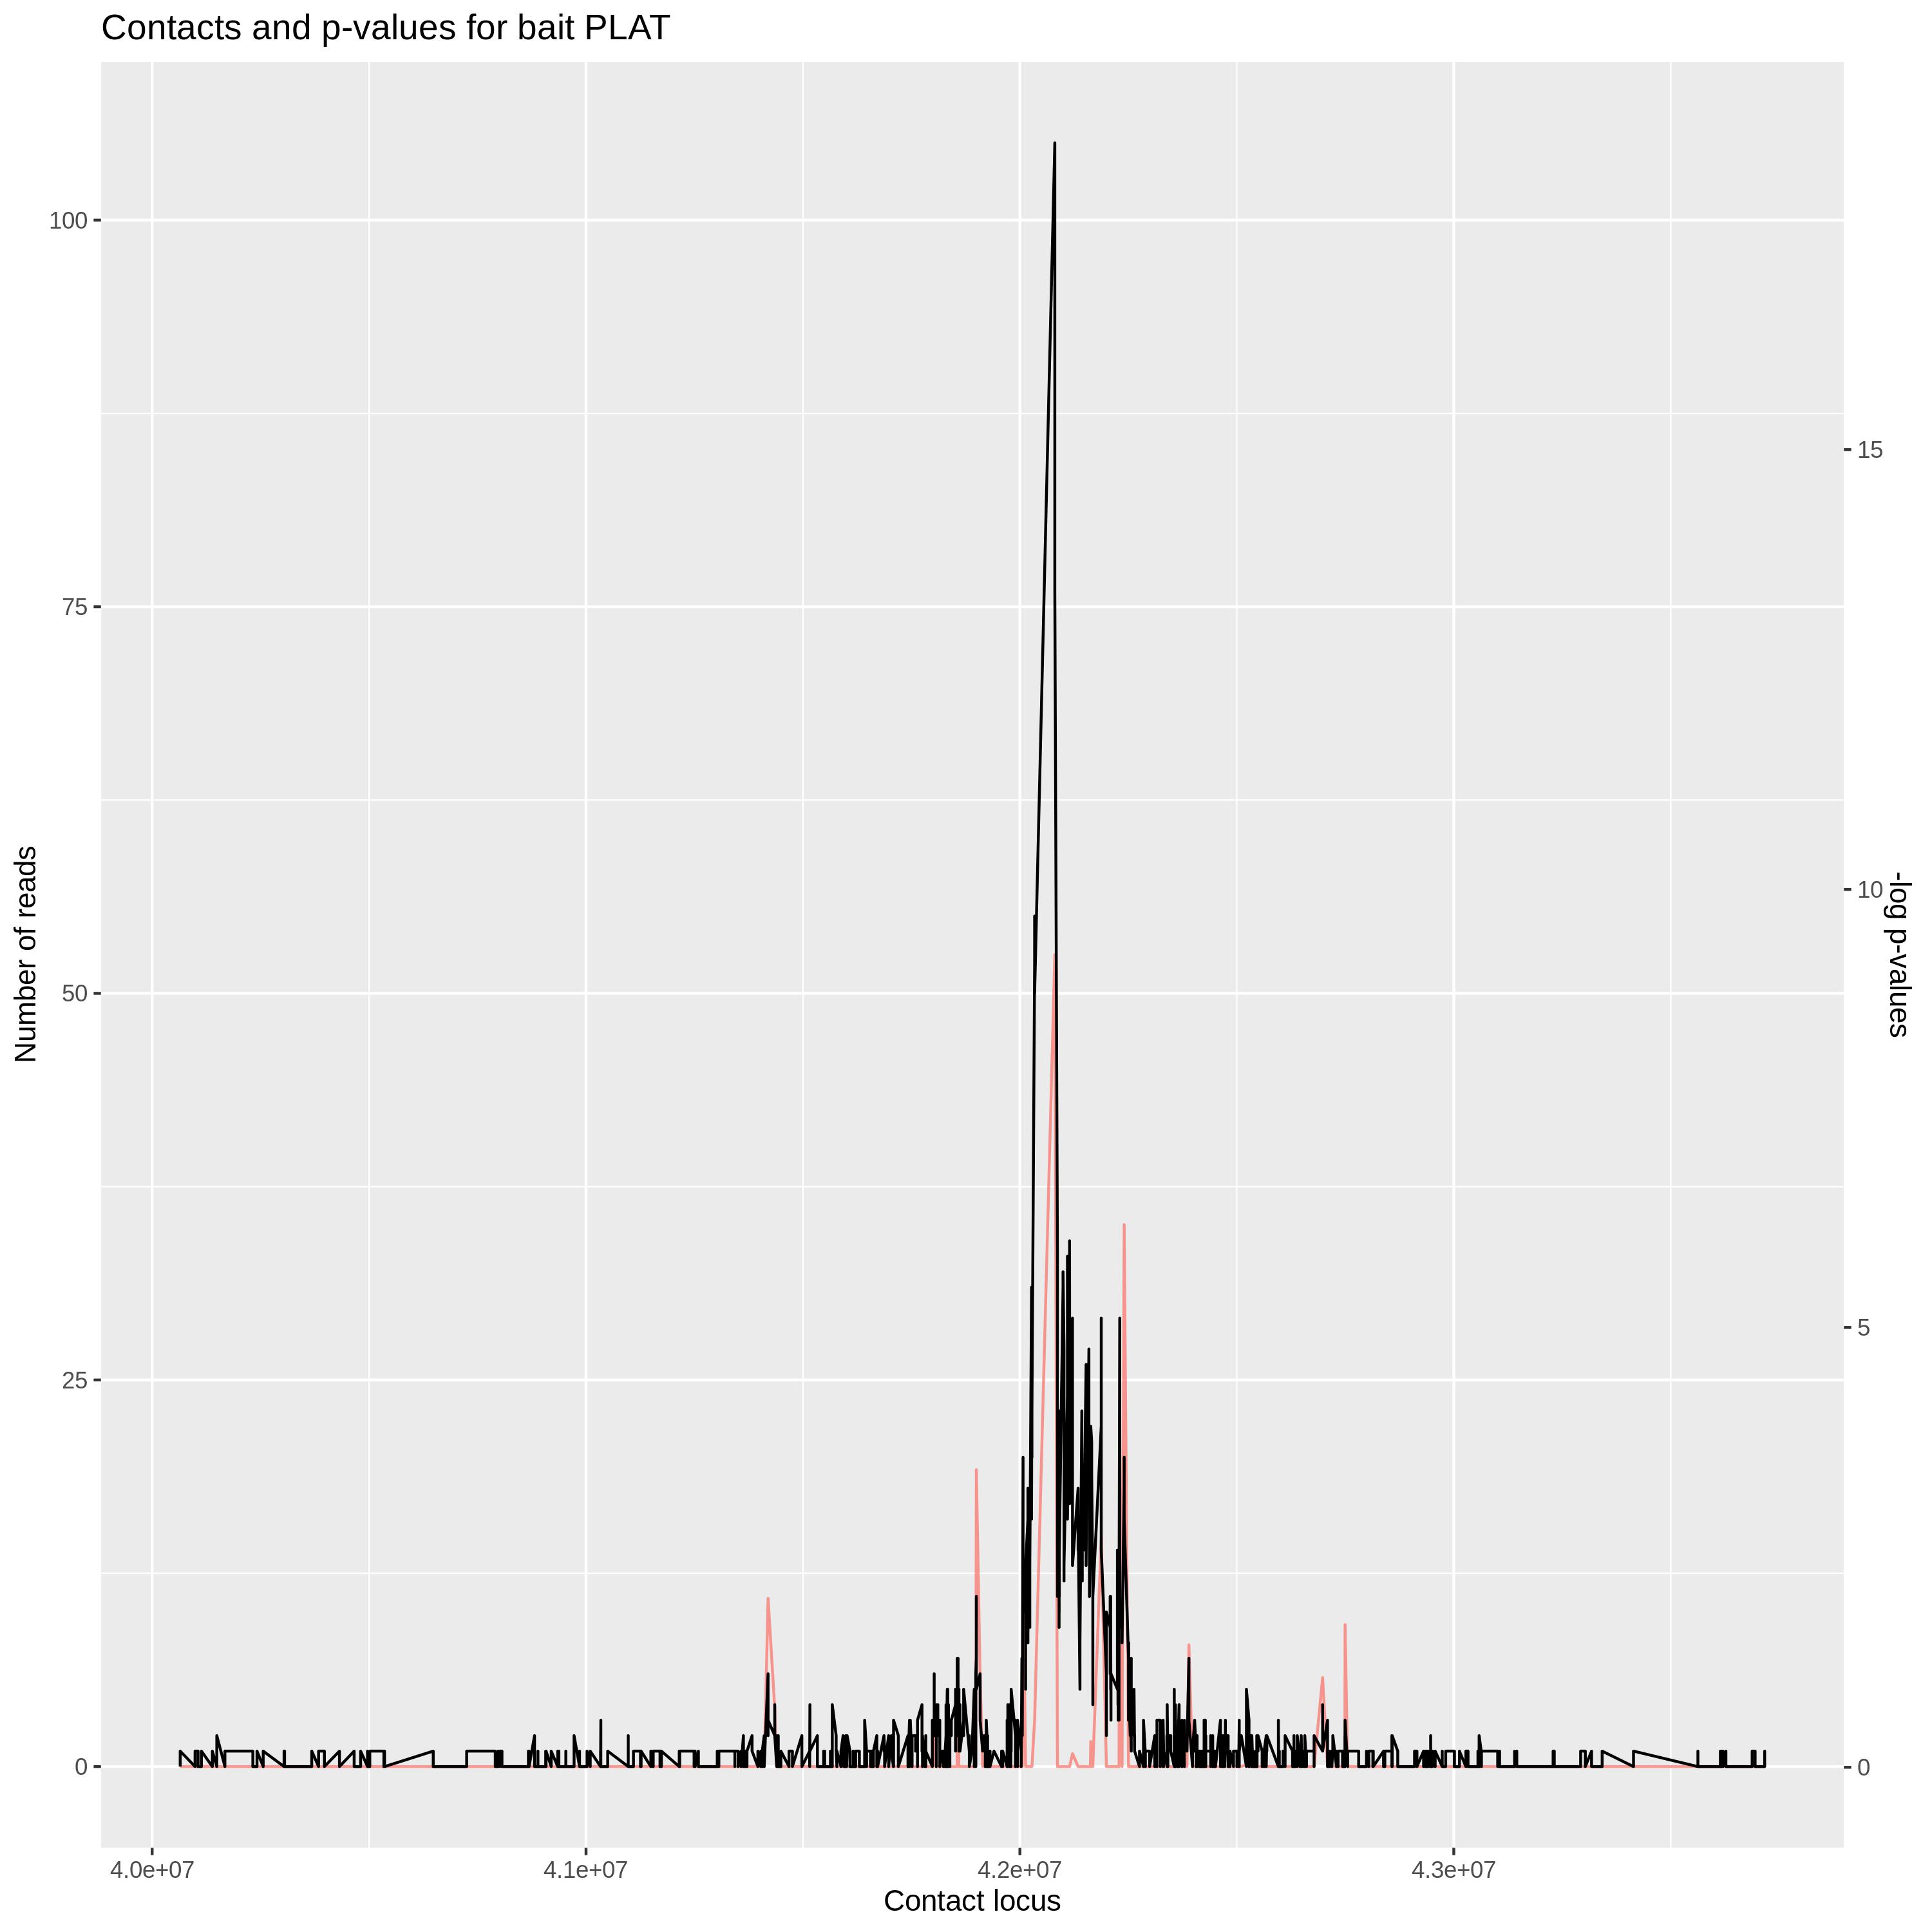 Contacts and p-values for bait PLAT
100
75
50
25
0
Number of reads
15
10
5
0
-log p-values
4.0e+07
4.1e+07
4.2e+07
4.3e+07
Contact locus